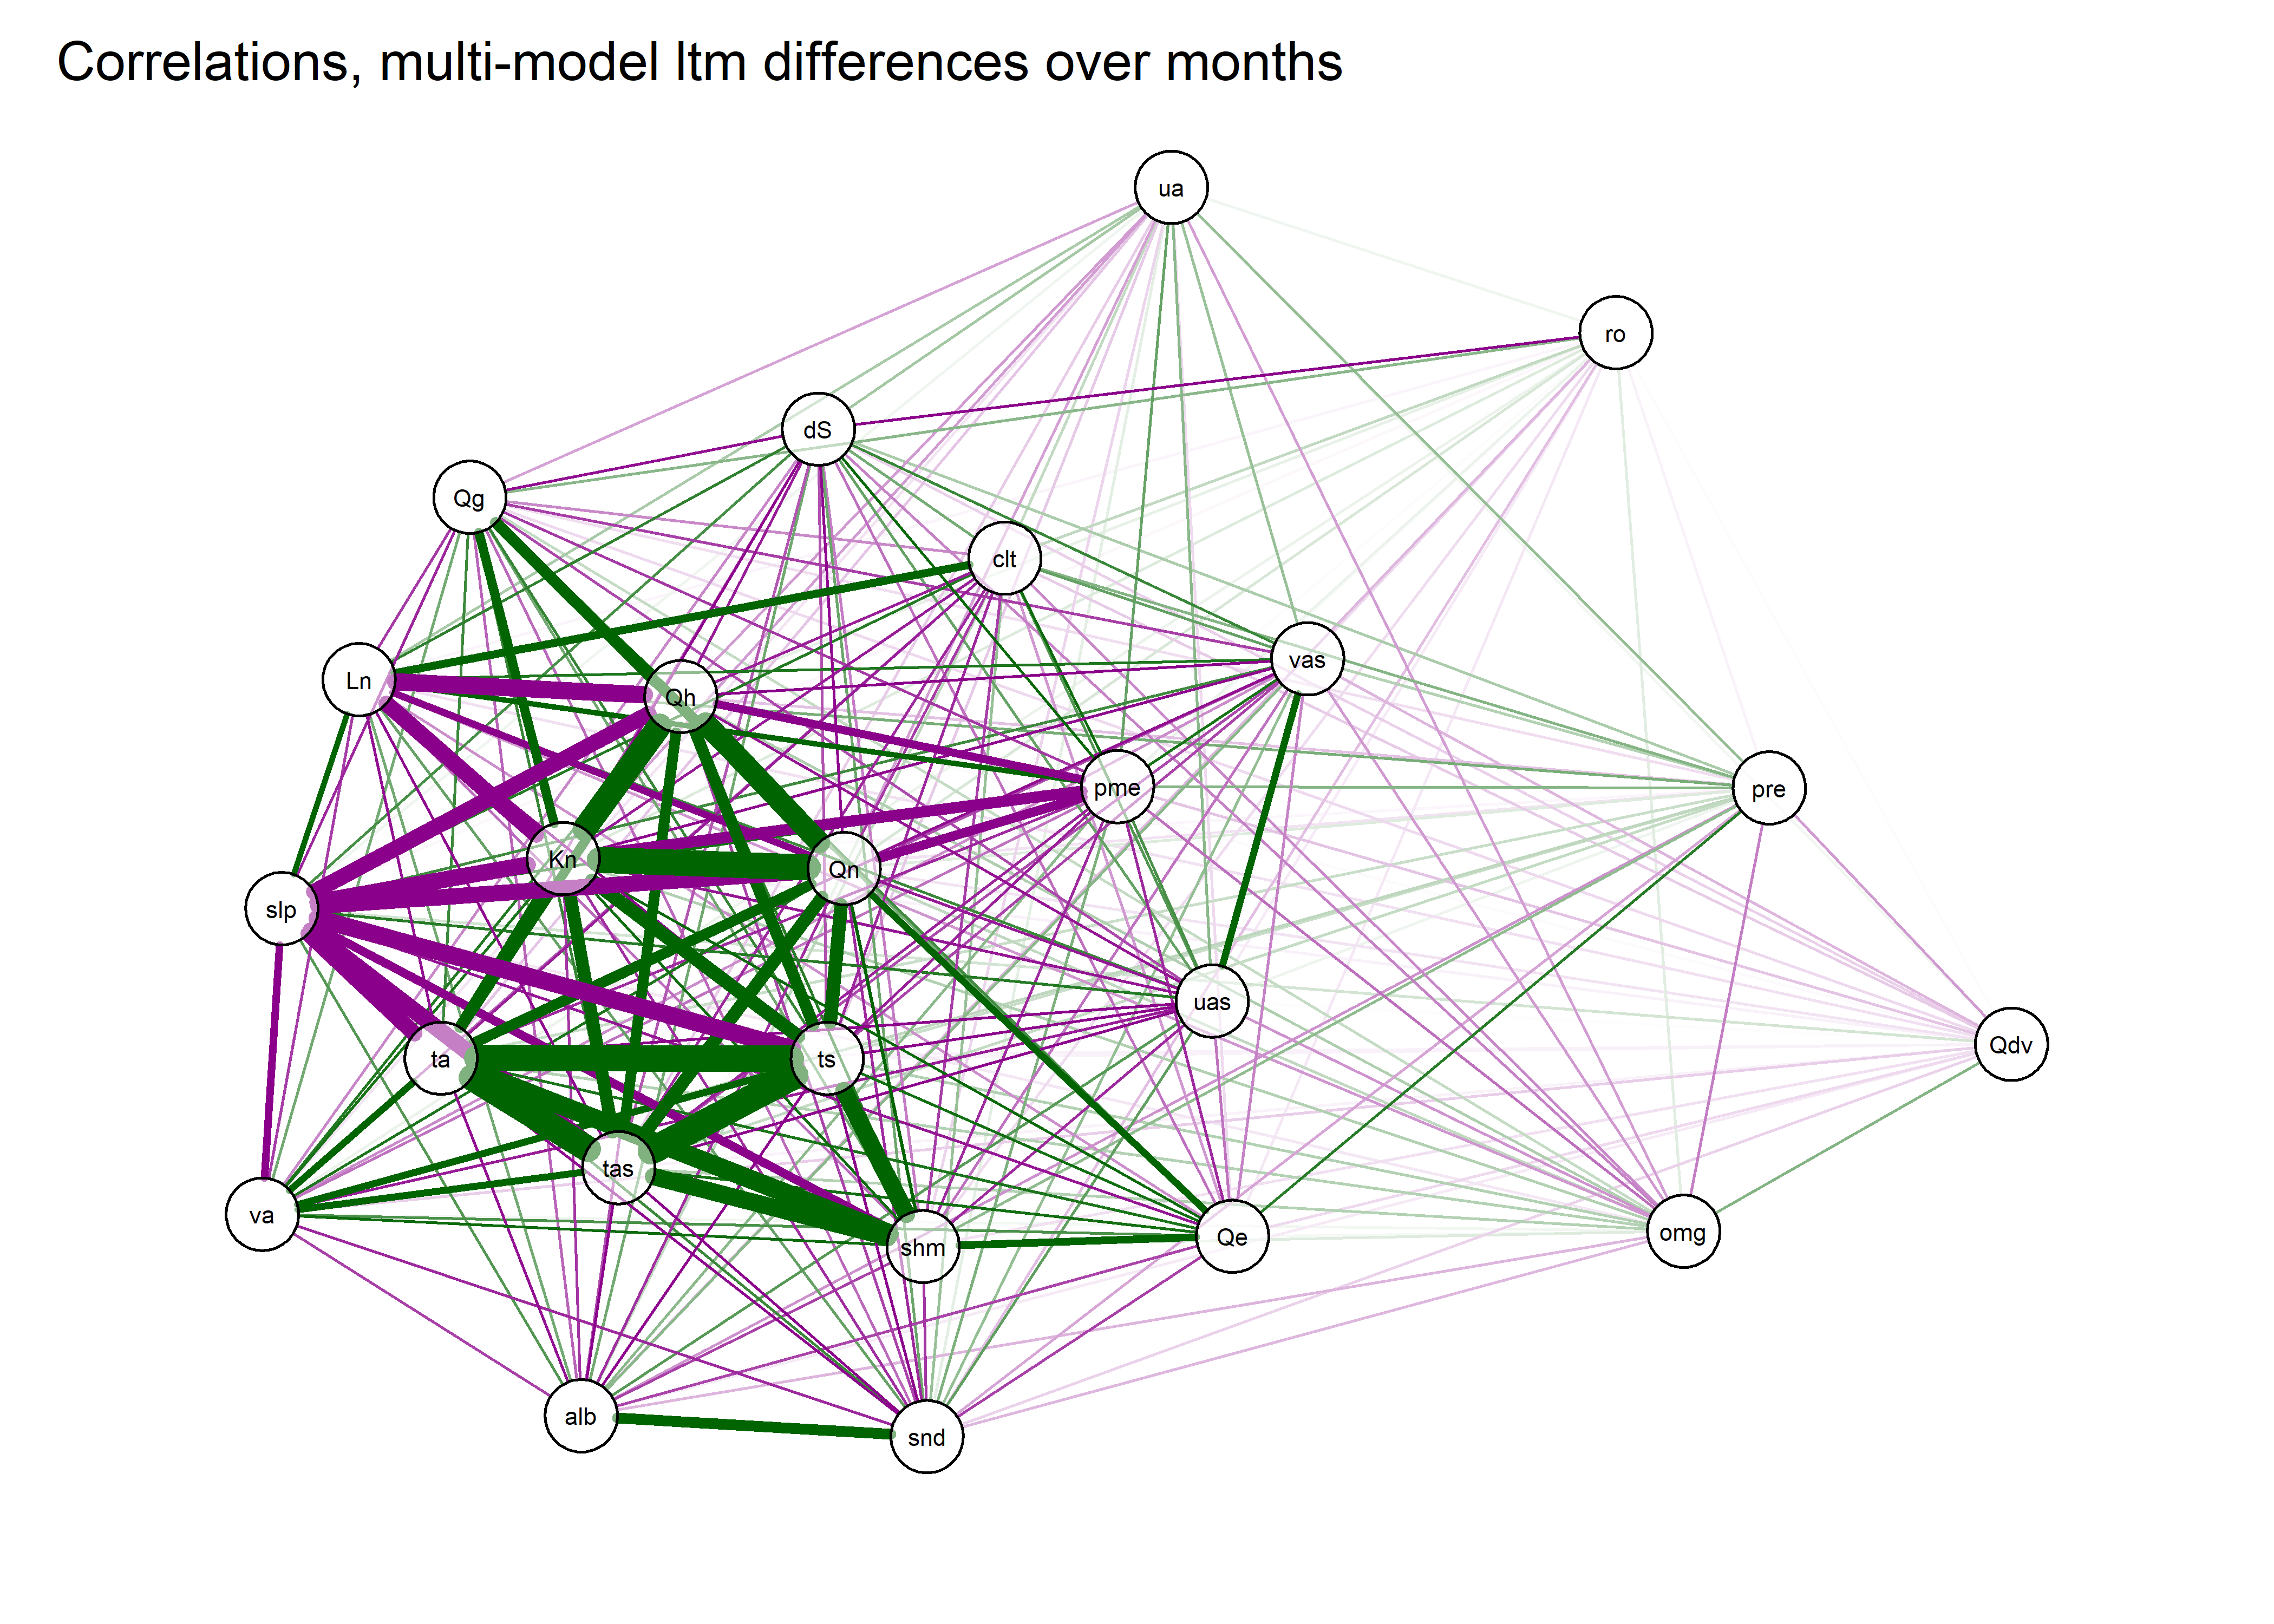 Correlations, multi-model ltm differences over months
ua
ro
dS
Qg
clt
vas
Ln
Qh
pme
pre
Kn
Qn
slp
uas
Qdv
ta
ts
tas
va
shm
Qe
omg
alb
snd